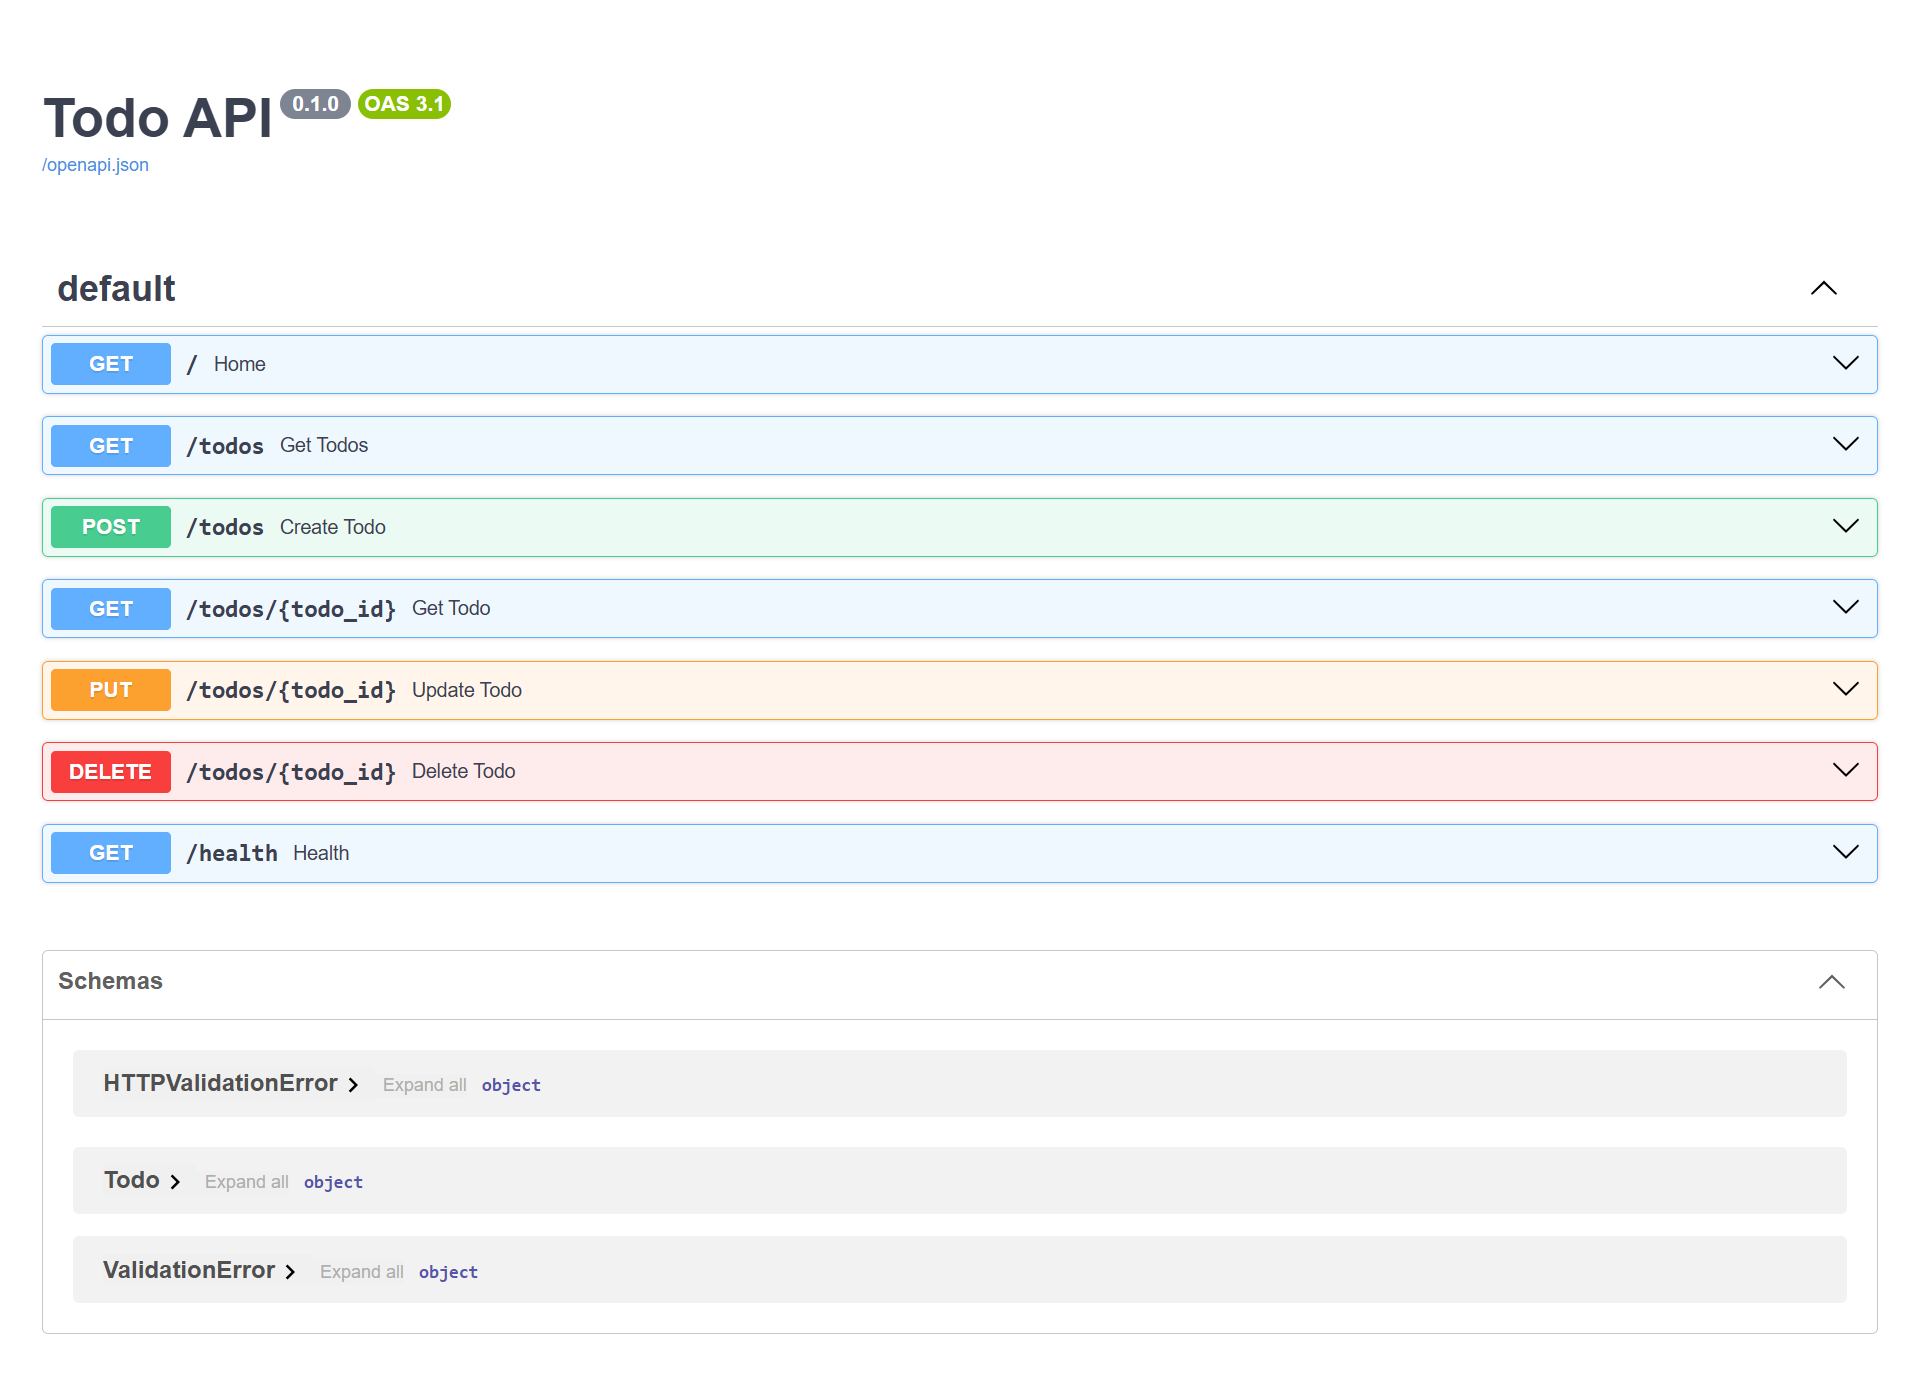 Todo API 0.1.0 OAS 3.1
/openapi.json
default
GET / Home
GET /todos Get Todos
POST /todos Create Todo
GET /todos/{todo_id} Get Todo
PUT /todos/{todo_id} Update Todo
DELETE /todos/{todo_id} Delete Todo
GET /health Health
Schemas
HTTPValidationError Expand all object
Todo Expand all object
ValidationError Expand all object